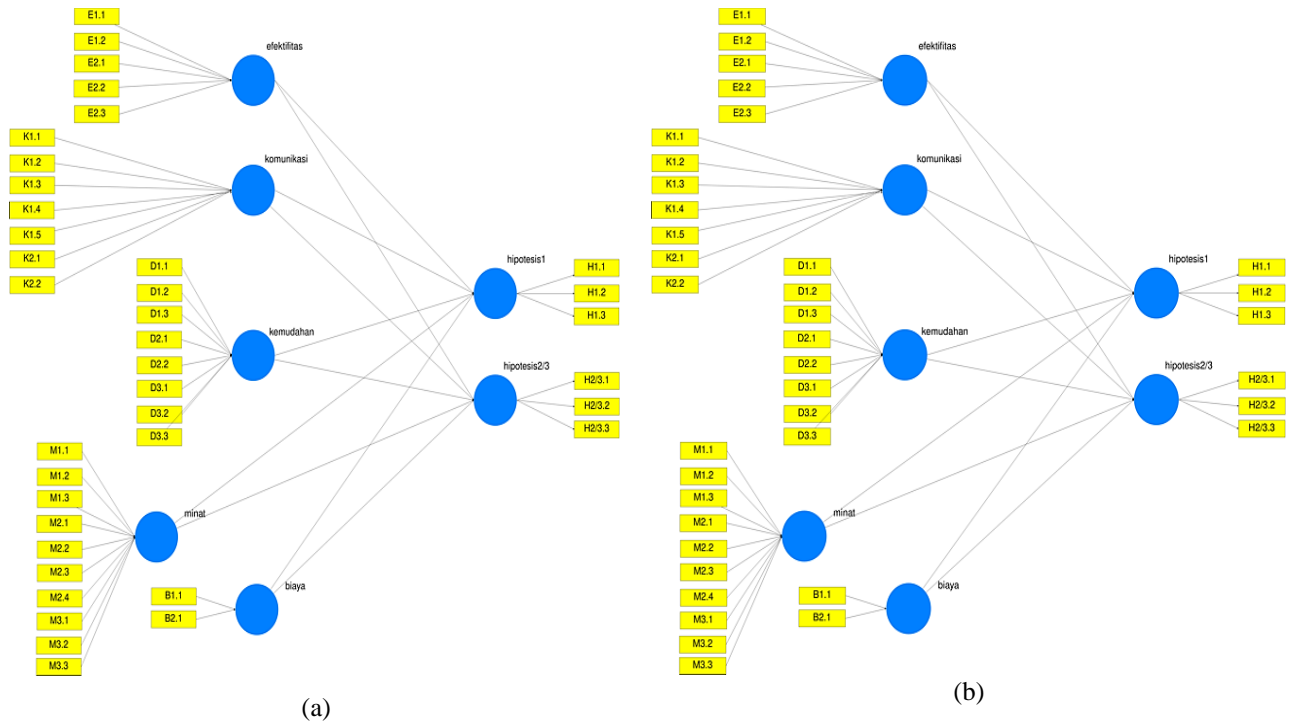 E1.1
E1.2
efektifitas
E2.1
E2.2
E2.3
K1.1
K1.2
komunikasi
K1.3
K1.4
K1.5
K2.1
K2.2
D1.1
D1.2
D1.3
D2.1
kemudahan
D2.2
D3.1
D3.2
D3.3
hipotesis1
H1.1
H1.2
H1.3
hipotesis2/3
H2/3.1
H2/3.2
H2/3.3
M1.1
M1.2
M1.3
M2.1
minat
M2.2
M2.3
M2.4
M3.1
M3.2
M3.3
biaya
B1.1
B2.1
(a)
E1.1
E1.2
efektifitas
E2.1
E2.2
E2.3
K1.1
K1.2
komunikasi
K1.3
K1.4
K1.5
K2.1
K2.2
D1.1
D1.2
D1.3
D2.1
kemudahan
D2.2
D3.1
D3.2
D3.3
hipotesis1
H1.1
H1.2
H1.3
hipotesis2/3
H2/3.1
H2/3.2
H2/3.3
M1.1
M1.2
M1.3
M2.1
minat
M2.2
M2.3
M2.4
M3.1
M3.2
M3.3
biaya
B1.1
B2.1
(b)